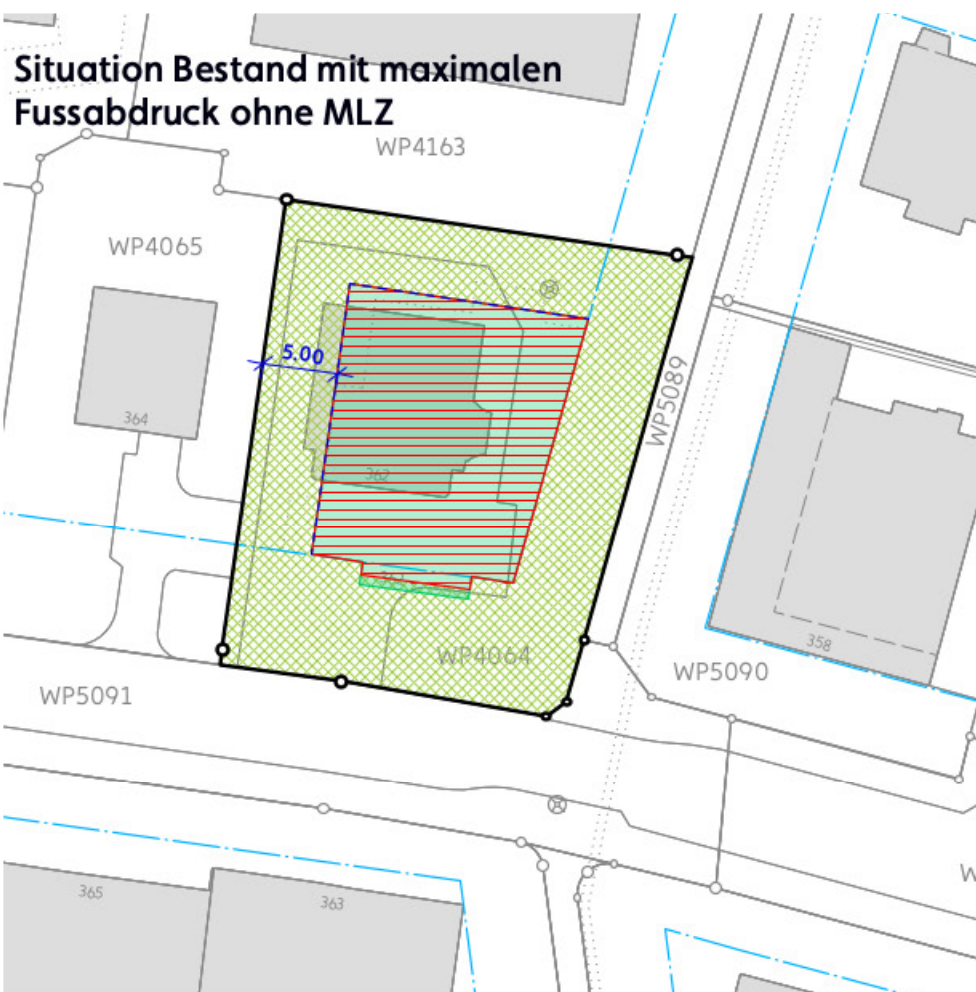 Situation Bestand mit maximalen
Fussabdruck ohne MLZ
WP4163
WP4065
5.00
WP5089
364
362
358
WP4064
WP5090
WP5091
365
363